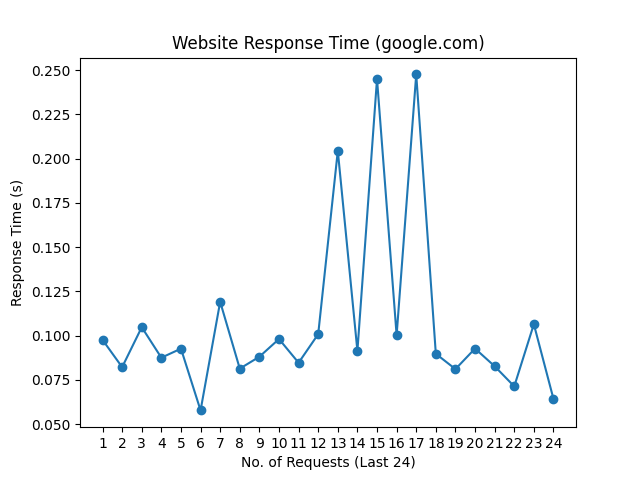 Website Response Time (google.com)
0.250
0.225
0.200
0.175
0.150
0.125
0.100
0.075
0.050
Response Time (s)
1 2 3 4 5 6 7 8 9 10 11 12 13 14 15 16 17 18 19 20 21 22 23 24
No. of Requests (Last 24)